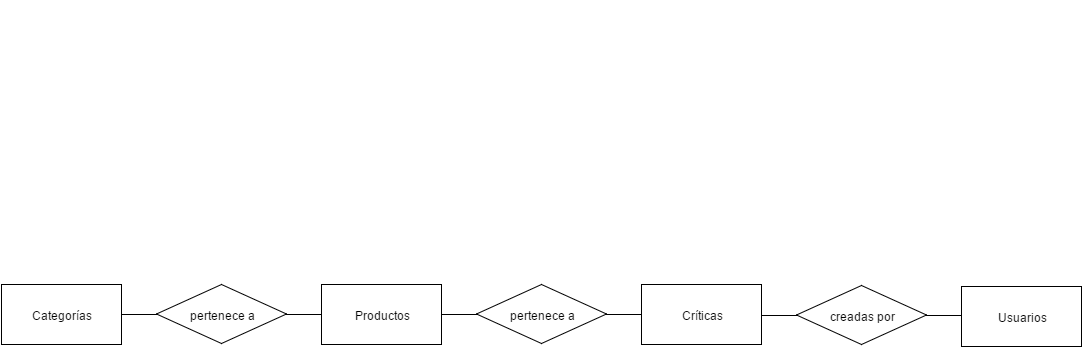 Categorías
pertenece a
Productos
pertenece a
Críticas
creadas por
Usuarios